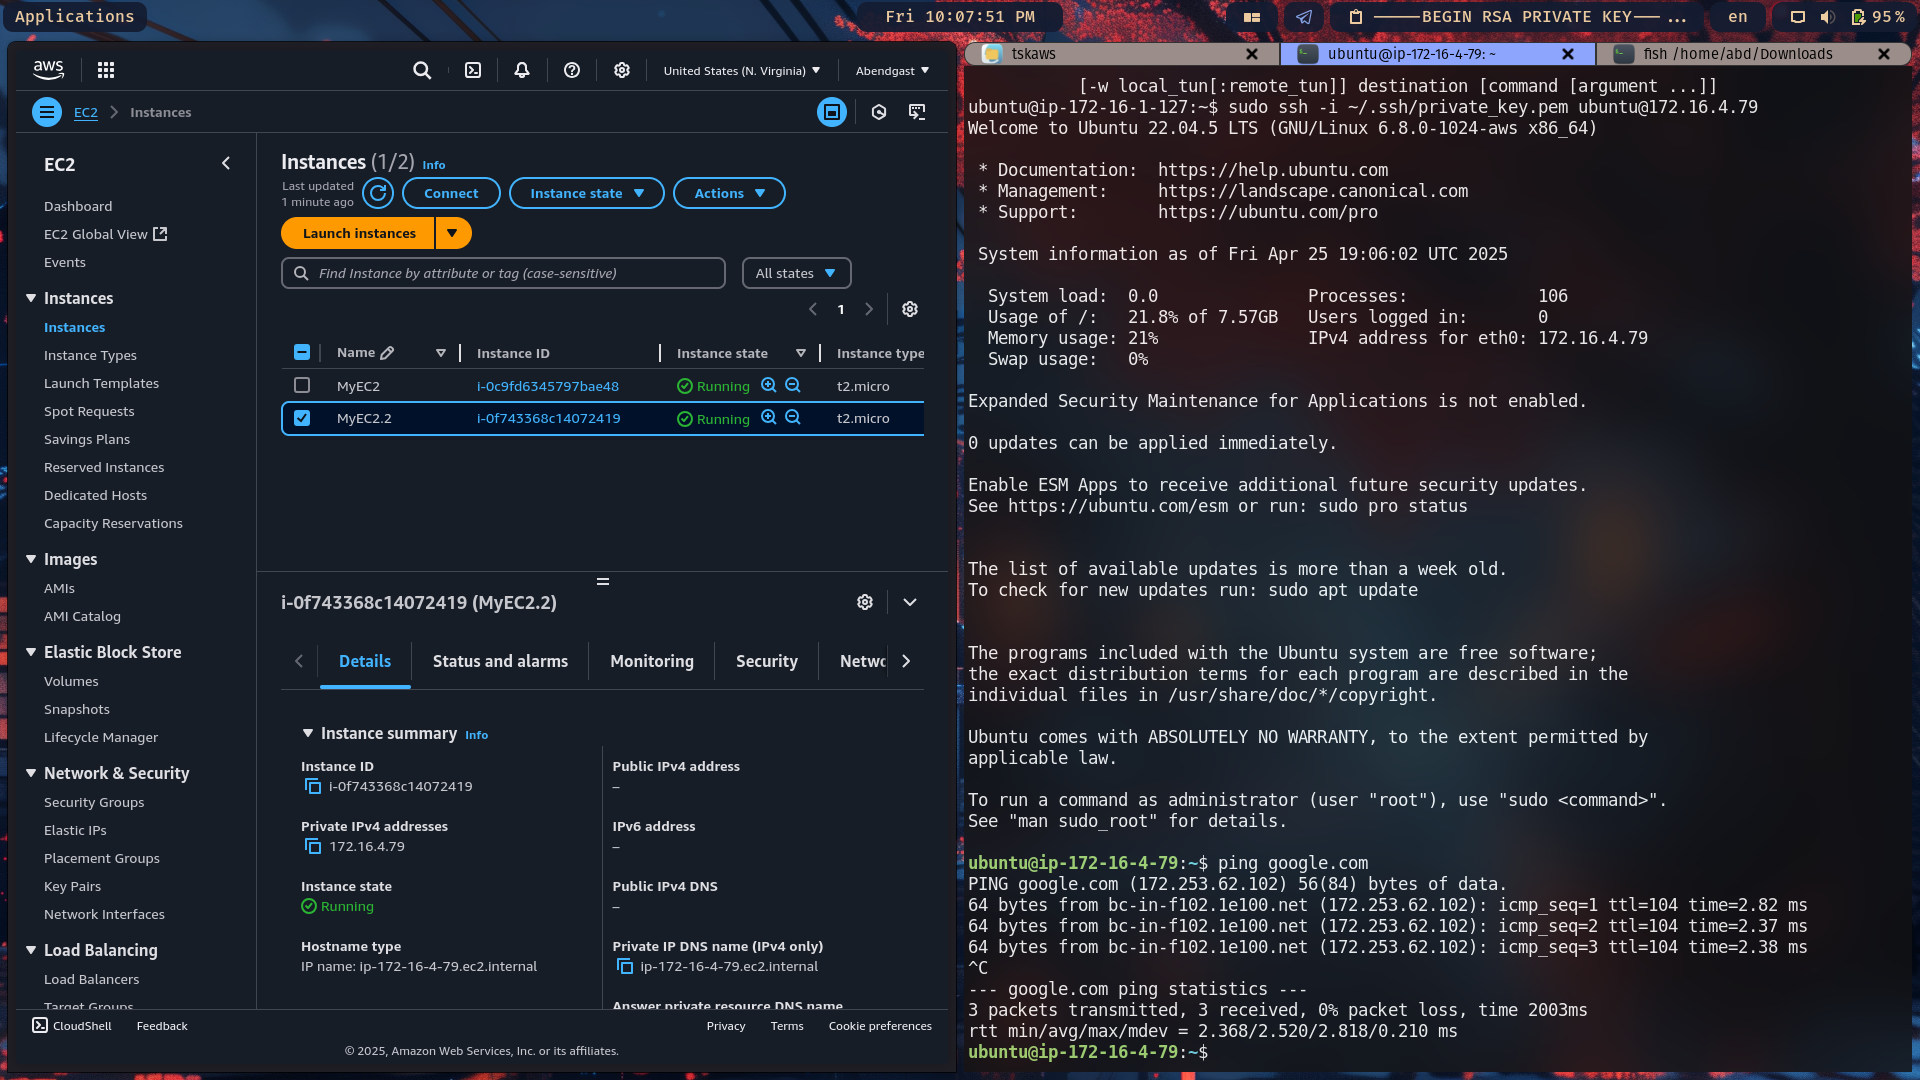 Applications
Fri 10:07:51 PM
-----BEGIN RSA PRIVATE KEY-- ...
en
95%
aws
United States (N. Virginia)
Abendgast
EC2
Instances
EC2
Dashboard
EC2 Global View
Events
Instances
Instances
Instance Types
Launch Templates
Spot Requests
Savings Plans
Reserved Instances
Dedicated Hosts
Capacity Reservations
Images
AMIs
AMI Catalog
Elastic Block Store
Volumes
Snapshots
Lifecycle Manager
Network & Security
Security Groups
Elastic IPs
Placement Groups
Key Pairs
Network Interfaces
Load Balancing
Load Balancers
Target Groups
Instances (1/2) Info
Last updated
1 minute ago
Connect
Instance state
Actions
Launch instances
Find Instance by attribute or tag (case-sensitive)
All states
1
Name Instance ID Instance state Instance type
MyEC2 i-0c9fd6345797bae48 Running t2.micro
MyEC2.2 i-0f743368c14072419 Running t2.micro
i-0f743368c14072419 (MyEC2.2)
Details
Status and alarms
Monitoring
Security
Netwo
Instance summary Info
Instance ID
i-0f743368c14072419
Public IPv4 address
–
Private IPv4 addresses
172.16.4.79
IPv6 address
–
Instance state
Running
Public IPv4 DNS
–
Hostname type
IP name: ip-172-16-4-79.ec2.internal
Private IP DNS name (IPv4 only)
ip-172-16-4-79.ec2.internal
Answer private resource DNS name
CloudShell
Feedback
Privacy
Terms
Cookie preferences
© 2025, Amazon Web Services, Inc. or its affiliates.
tskaws
ubuntu@ip-172-16-4-79: ~
fish /home/abd/Downloads
[-w local_tun[:remote_tun]] destination [command [argument ...]]
ubuntu@ip-172-16-1-127:~$ sudo ssh -i ~/.ssh/private_key.pem ubuntu@172.16.4.79
Welcome to Ubuntu 22.04.5 LTS (GNU/Linux 6.8.0-1024-aws x86_64)
* Documentation: https://help.ubuntu.com
* Management: https://landscape.canonical.com
* Support: https://ubuntu.com/pro
System information as of Fri Apr 25 19:06:02 UTC 2025
System load: 0.0 Processes: 106
Usage of /: 21.8% of 7.57GB Users logged in: 0
Memory usage: 21% IPv4 address for eth0: 172.16.4.79
Swap usage: 0%
Expanded Security Maintenance for Applications is not enabled.
0 updates can be applied immediately.
Enable ESM Apps to receive additional future security updates.
See https://ubuntu.com/esm or run: sudo pro status
The list of available updates is more than a week old.
To check for new updates run: sudo apt update
The programs included with the Ubuntu system are free software;
the exact distribution terms for each program are described in the
individual files in /usr/share/doc/*/copyright.
Ubuntu comes with ABSOLUTELY NO WARRANTY, to the extent permitted by
applicable law.
To run a command as administrator (user "root"), use "sudo <command>".
See "man sudo_root" for details.
ubuntu@ip-172-16-4-79:~$ ping google.com
PING google.com (172.253.62.102) 56(84) bytes of data.
64 bytes from bc-in-f102.1e100.net (172.253.62.102): icmp_seq=1 ttl=104 time=2.82 ms
64 bytes from bc-in-f102.1e100.net (172.253.62.102): icmp_seq=2 ttl=104 time=2.37 ms
64 bytes from bc-in-f102.1e100.net (172.253.62.102): icmp_seq=3 ttl=104 time=2.38 ms
^C
--- google.com ping statistics ---
3 packets transmitted, 3 received, 0% packet loss, time 2003ms
rtt min/avg/max/mdev = 2.368/2.520/2.818/0.210 ms
ubuntu@ip-172-16-4-79:~$